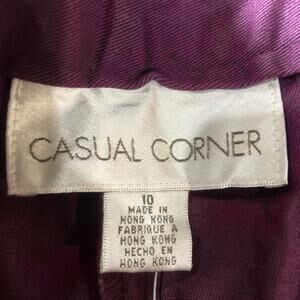 CASUAL CORNER
10
MADE IN
HONG KONG
FABRIQUE A
HONG KONG
HECHO EN
HONG KONG